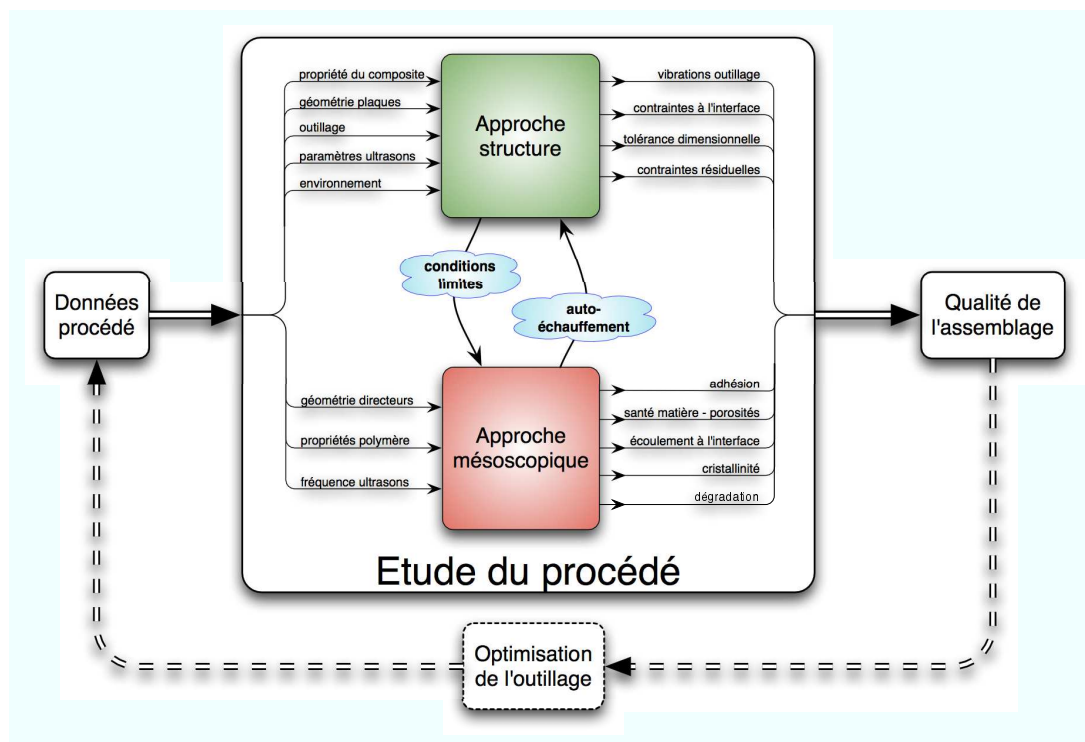 propriété du composite
géométrie plaques
outillage
paramètres ultrasons
environnement
Approche
structure
vibrations outillage
contraintes à l'interface
tolérance dimensionnelle
contraintes résiduelles
conditions
limites
auto-
échauffement
Données
procédé
Qualité de
l'assemblage
géométrie directeurs
propriétés polymère
fréquence ultrasons
Approche
mésoscopique
adhésion
santé matière - porosités
écoulement à l'interface
cristallinité
dégradation
Etude du procédé
Optimisation
de l'outillage